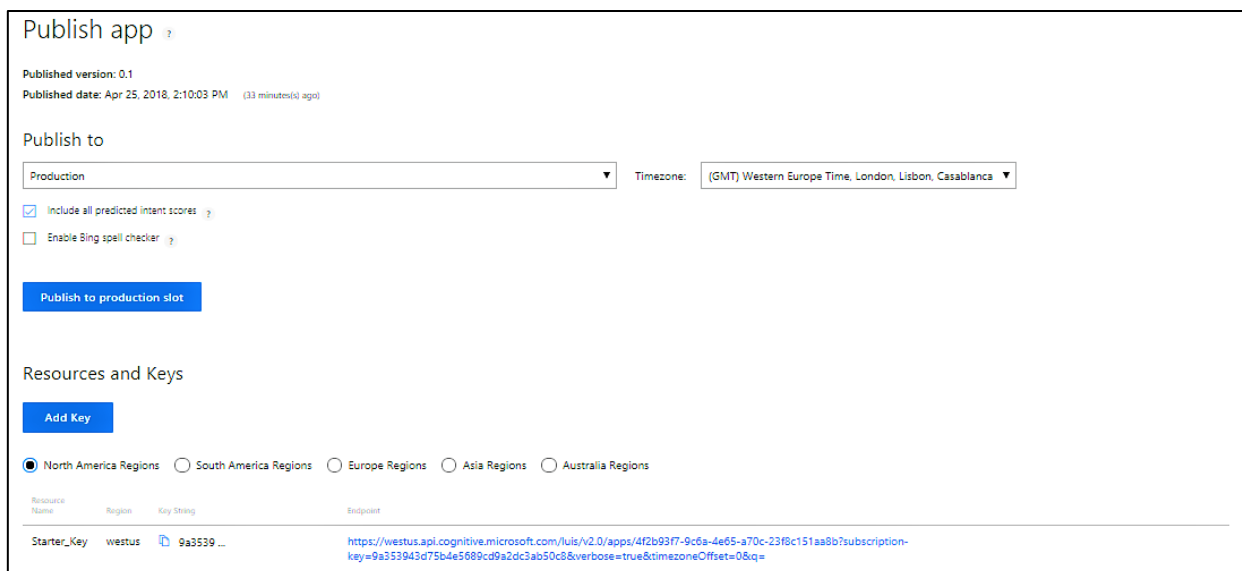 Publish app ?
Published version: 0.1
Published date: Apr 25, 2018, 2:10:03 PM (33 minutes(s) ago)
Publish to
Production Timezone: (GMT) Western Europe Time, London, Lisbon, Casablanca
Include all predicted intent scores ?
Enable Bing spell checker ?
Publish to production slot
Resources and Keys
Add Key
North America Regions South America Regions Europe Regions Asia Regions Australia Regions
Resource Name Region Key String Endpoint
Starter_Key westus 9a3539 ... https://westus.api.cognitive.microsoft.com/luis/v2.0/apps/4f2b93f7-9c6a-4e65-a70c-23f8c151aa8b?subscription-
key=9a353943d75b4e5689cd9a2dc3ab50c8&verbose=true&timezoneOffset=0&q=